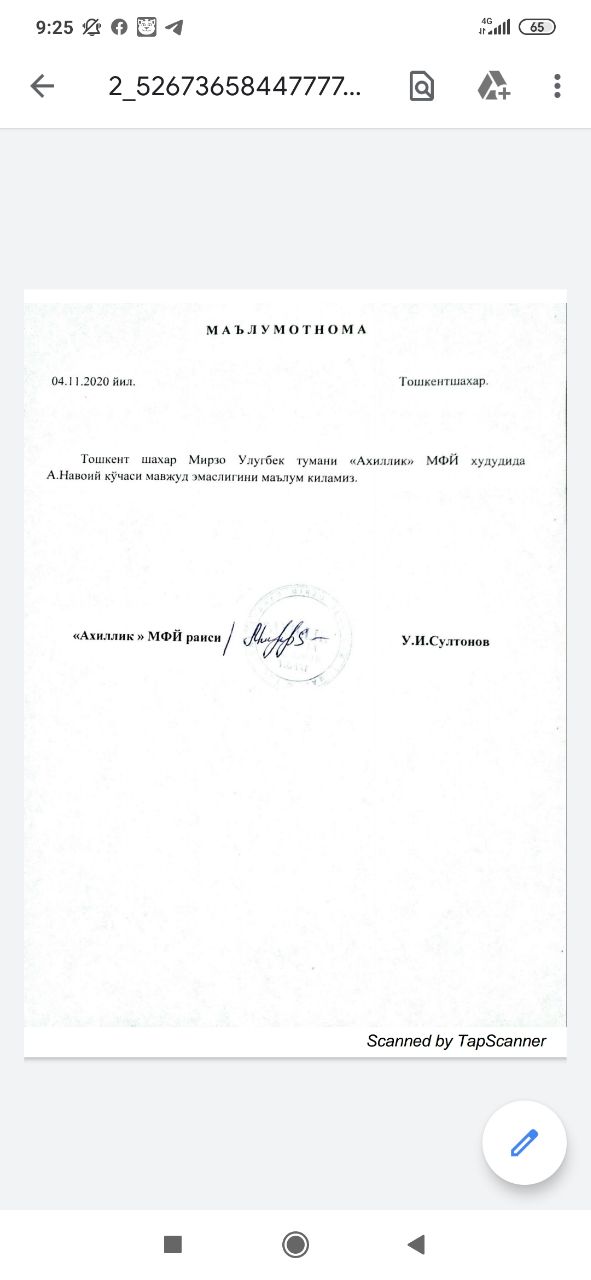 9:25
4G
65
2_52673658447777...
МАЪЛУМОТНОМА
04.11.2020 йил. Тошкентшахар.
Тошкент шахар Мирзо Улугбек тумани «Ахиллик» МФЙ худудида
А.Навоий кўчаси мавжуд эмаслигини маълум киламиз.
«Ахиллик » МФЙ раиси У.И.Султонов
Scanned by TapScanner